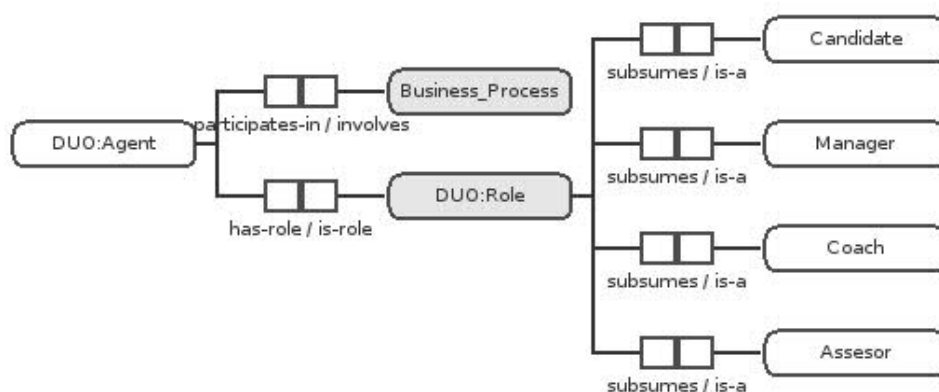 Candidate
subsumes / is-a
Business_Process
participates-in / involves
DUO:Agent
Manager
subsumes / is-a
DUO:Role
has-role / is-role
Coach
subsumes / is-a
Assesor
subsumes / is-a